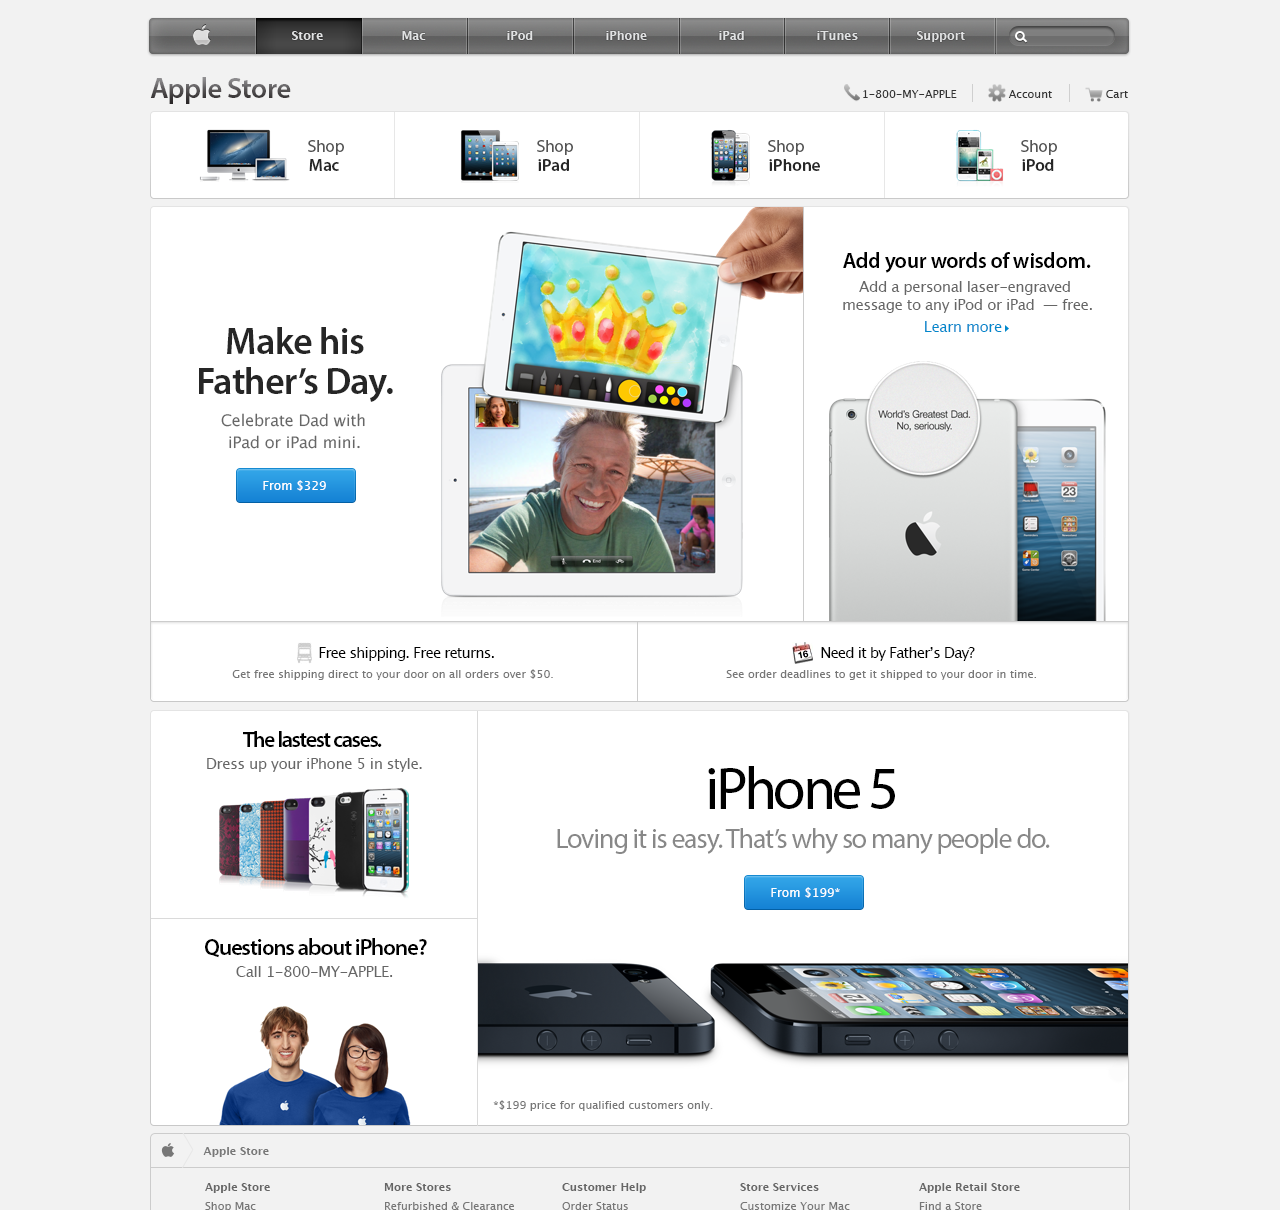 Store
Mac
iPod
iPhone
iPad
iTunes
Support
Apple Store
1-800-MY-APPLE
Account
Cart
Shop
Mac
Shop
iPad
Shop
iPhone
Shop
iPod
Make his
Father's Day.
Celebrate Dad with
iPad or iPad mini.
From $329
End
Add your words of wisdom.
Add a personal laser-engraved
message to any iPod or iPad — free.
Learn more
World's Greatest Dad.
No, seriously.
23
Free shipping. Free returns.
Get free shipping direct to your door on all orders over $50.
16
Need it by Father's Day?
See order deadlines to get it shipped to your door in time.
The lastest cases.
Dress up your iPhone 5 in style.
iPhone 5
Loving it is easy. That's why so many people do.
From $199*
Questions about iPhone?
Call 1-800-MY-APPLE.
*$199 price for qualified customers only.
Apple Store
Apple Store
More Stores
Customer Help
Store Services
Apple Retail Store
Shop Mac
Refurbished & Clearance
Order Status
Customize Your Mac
Find a Store